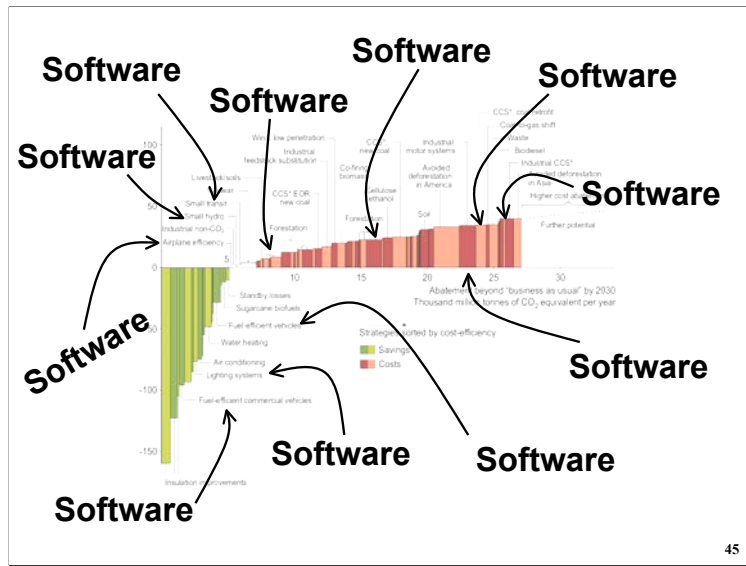 Software
Software
Software
Software
Software
Software
Software
Software
Software
Software
Software
100
50
0
-100
-150
5
10
15
20
25
30
CCS*
Coal-to-gas shift
Waste
Biodiesel
Industrial CCS*
in Asia
Higher cost
Further potential
Wind
low penetration
Industrial
feedstock substitution
CCS*
new coal
Industrial
motor systems
Co-firing
biomass
Avoided
deforestation
in America
Cellulose
ethanol
CCS* EOR,
new coal
Forestation
Forestation
Soil
Small transit
Small hydro
Industrial non-CO₂
Airplane efficiency
Abatement beyond "business as usual" by 2030
Thousand million tonnes of CO₂ equivalent per year
Standby losses
Sugarcane biofuels
Fuel-efficient vehicles
Water heating
Air conditioning
Lighting systems
Fuel-efficient commercial vehicles
Insulation improvements
Strategies sorted by cost-efficiency
Savings
Costs
45